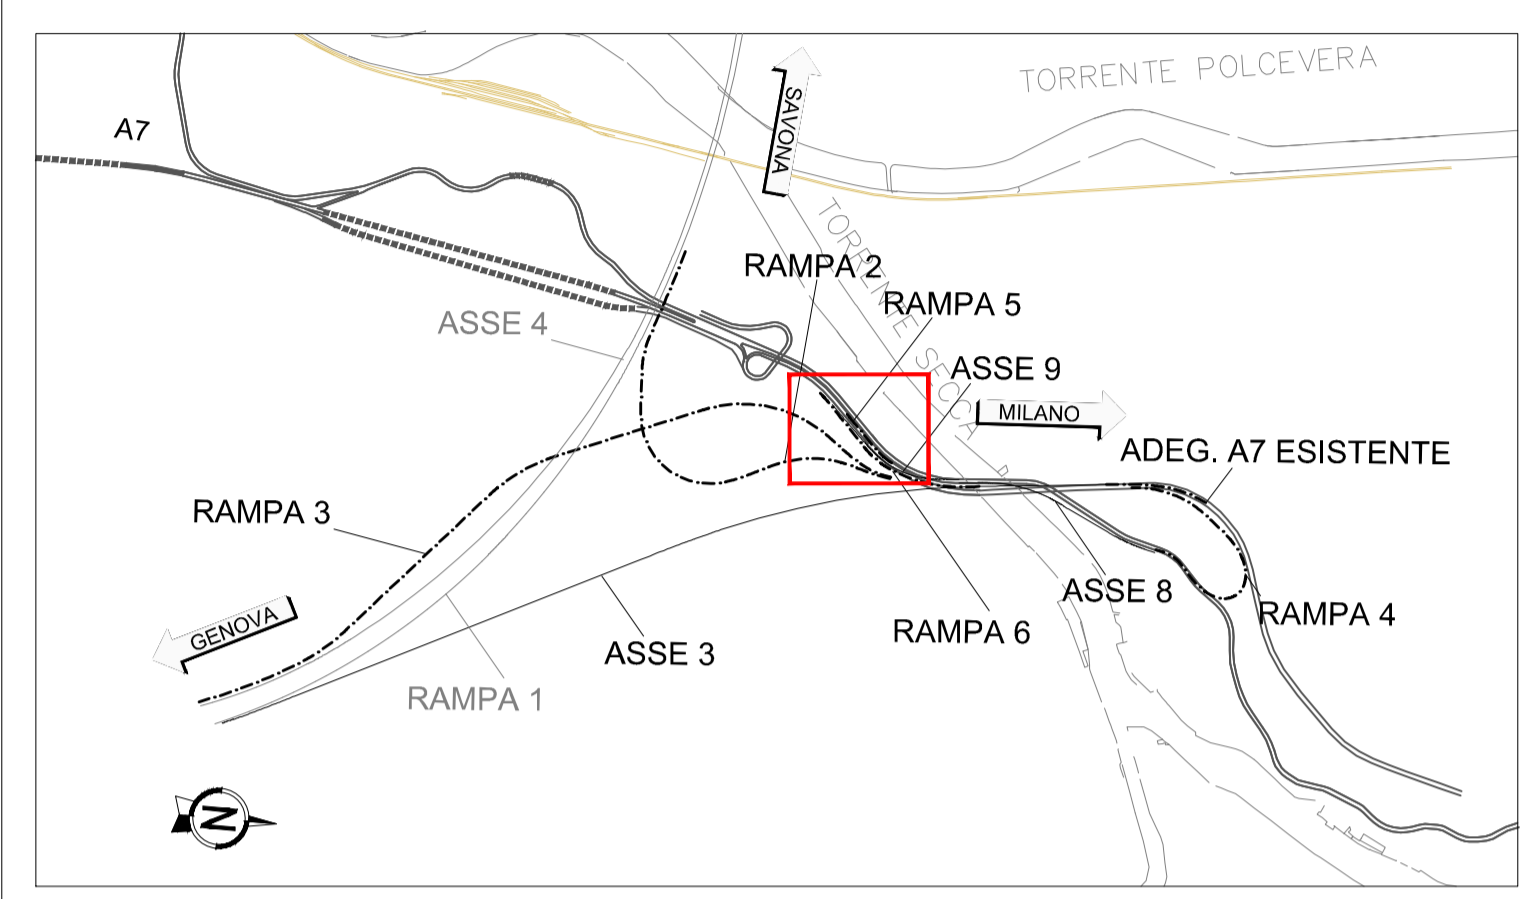 TORRENTE POLCEVERA
SAVONA
A7
TORRENTE SECCA
RAMPA 2
RAMPA 5
ASSE 4
ASSE 9
MILANO
ADEG. A7 ESISTENTE
RAMPA 3
ASSE 8
RAMPA 4
GENOVA
RAMPA 6
ASSE 3
RAMPA 1
N